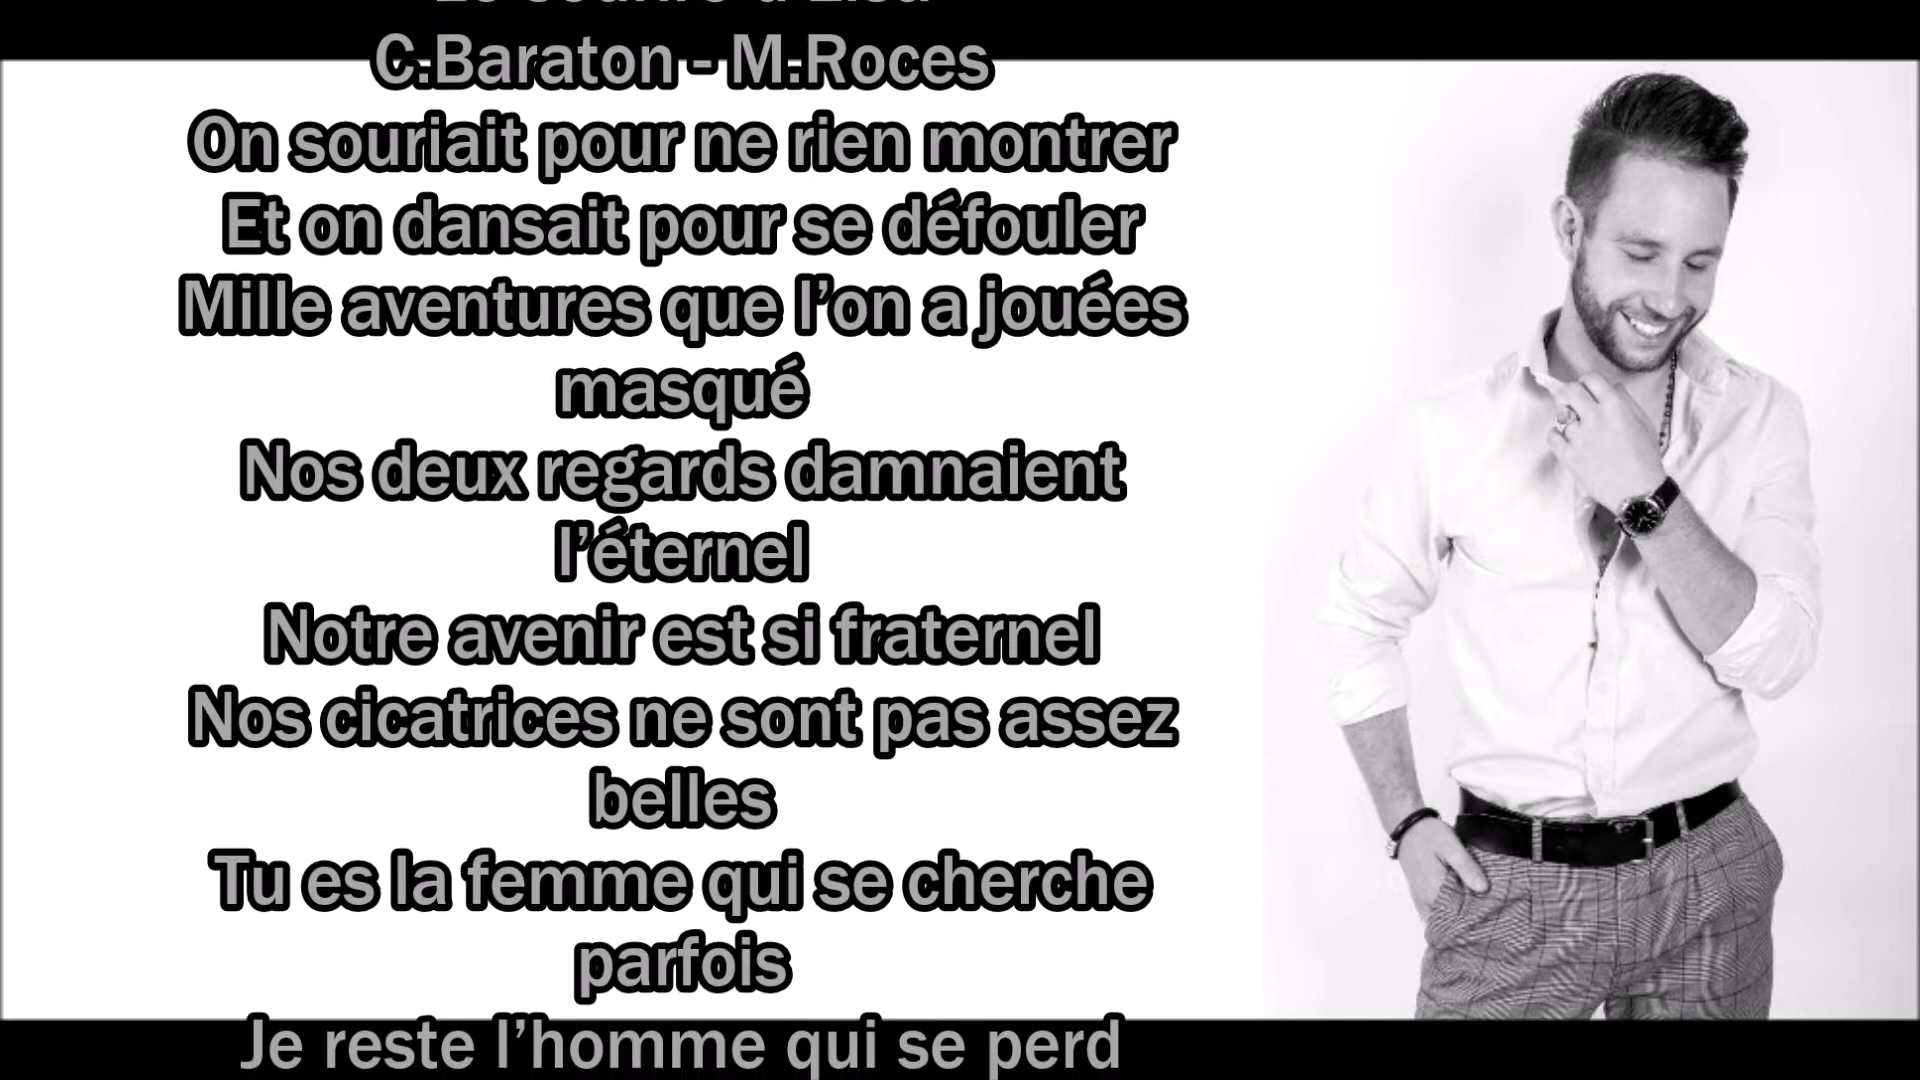 C.Baraton - M.Roces
On souriait pour ne rien montrer
Et on dansait pour se défouler
Mille aventures que l’on a jouées
masqué
Nos deux regards damnaient
l’éternel
Notre avenir est si fraternel
Nos cicatrices ne sont pas assez
belles
Tu es la femme qui se cherche
parfois
Je reste l’homme qui se perd